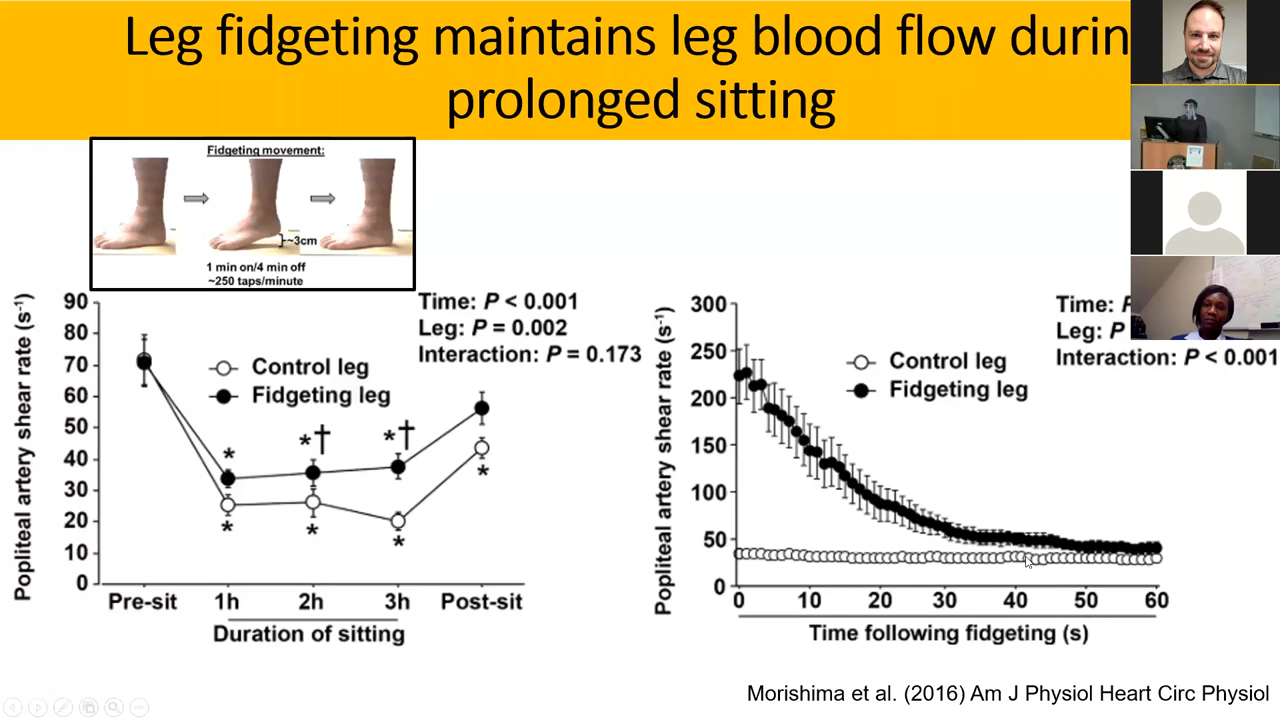 Leg fidgeting maintains leg blood flow durin
prolonged sitting
Fidgeting movement:
~3cm
1 min on/4 min off
~250 taps/minute
Popliteal artery shear rate (s⁻¹)
90
80
70
60
50
40
30
20
10
0
Time: P < 0.001
Leg: P = 0.002
Interaction: P = 0.173
Control leg
Fidgeting leg
*
*†
*†
*
*
*
*
Pre-sit 1h 2h 3h Post-sit
Duration of sitting
Popliteal artery shear rate (s⁻¹)
300
250
200
150
100
50
0
Time: P
Leg: P
Interaction: P < 0.001
Control leg
Fidgeting leg
0 10 20 30 40 50 60
Time following fidgeting (s)
Morishima et al. (2016) Am J Physiol Heart Circ Physiol